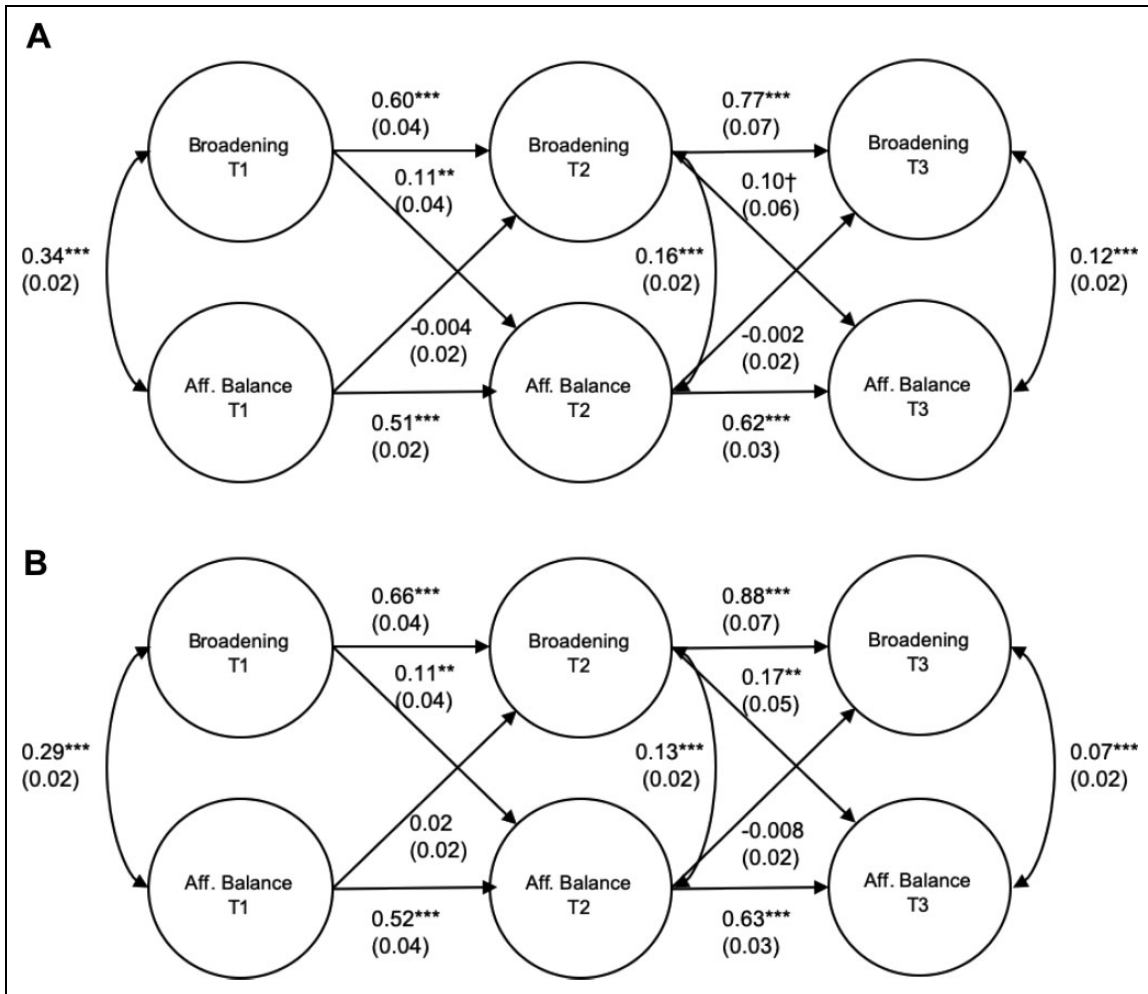 A
Broadening
T1
Broadening
T2
Broadening
T3
0.60***
(0.04)
0.77***
(0.07)
0.11**
(0.04)
0.10†
(0.06)
0.34***
(0.02)
0.16***
(0.02)
0.12***
(0.02)
-0.004
(0.02)
-0.002
(0.02)
Aff. Balance
T1
Aff. Balance
T2
Aff. Balance
T3
0.51***
(0.02)
0.62***
(0.03)
B
Broadening
T1
Broadening
T2
Broadening
T3
0.66***
(0.04)
0.88***
(0.07)
0.11**
(0.04)
0.17**
(0.05)
0.29***
(0.02)
0.13***
(0.02)
0.07***
(0.02)
0.02
(0.02)
-0.008
(0.02)
Aff. Balance
T1
Aff. Balance
T2
Aff. Balance
T3
0.52***
(0.04)
0.63***
(0.03)